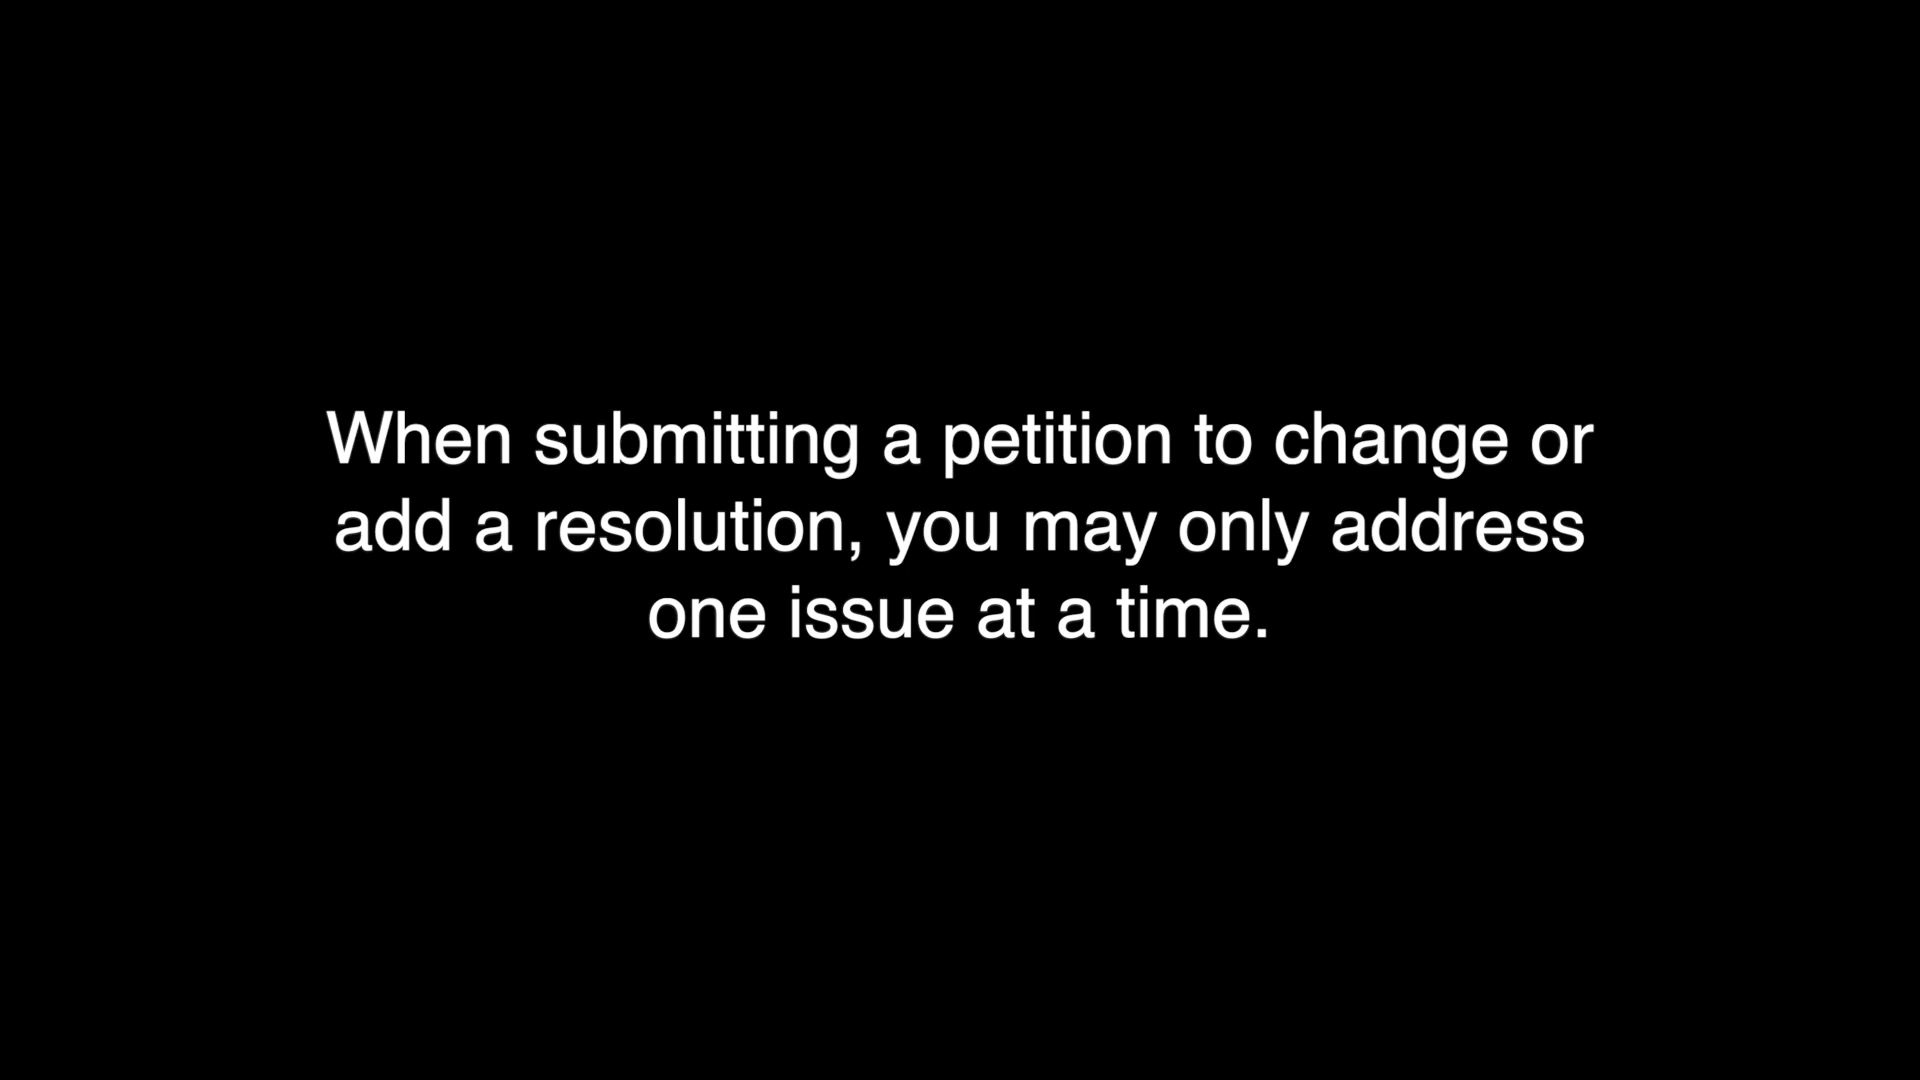 When submitting a petition to change or
add a resolution, you may only address
one issue at a time.